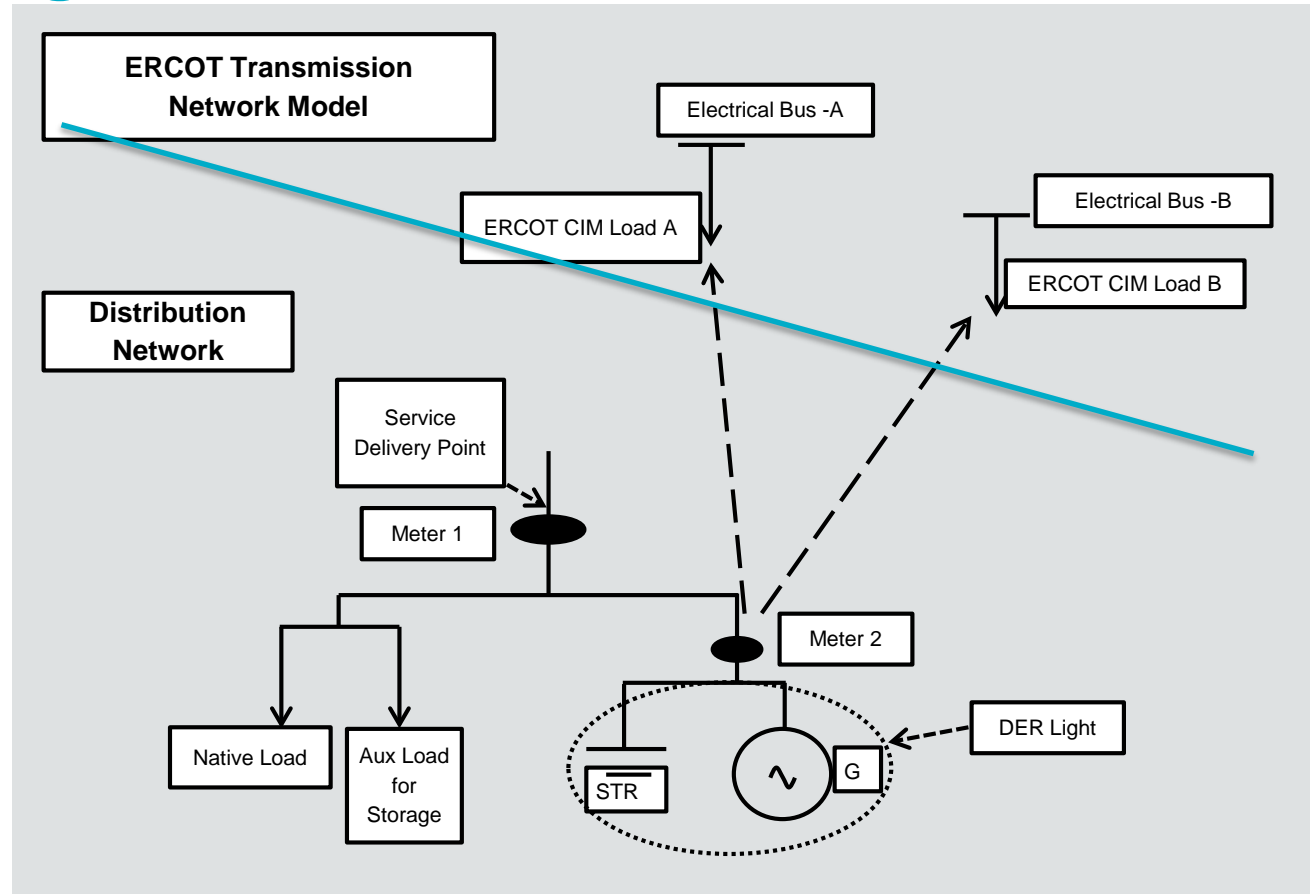 ERCOT Transmission
Network Model
Electrical Bus -A
Electrical Bus -B
ERCOT CIM Load A
ERCOT CIM Load B
Distribution
Network
Service
Delivery Point
Meter 1
Meter 2
Native Load
Aux Load
for
Storage
STR
G
DER Light